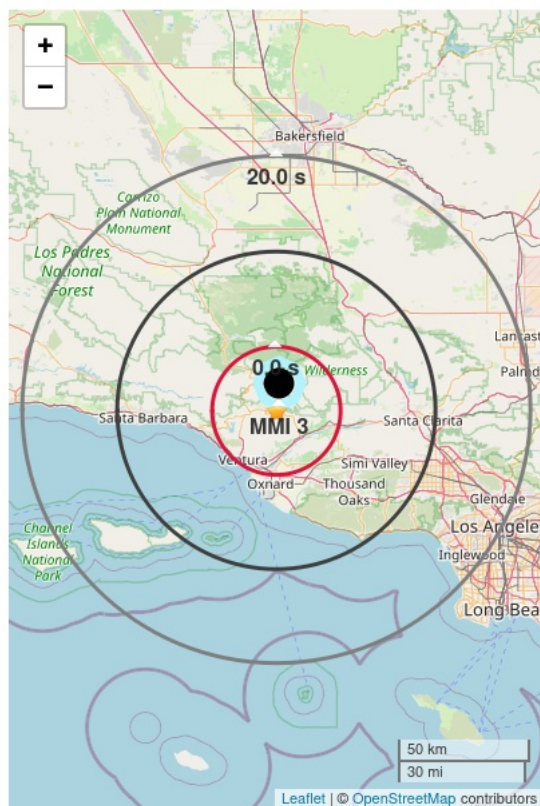 +
−
Bakersfield
20.0 s
Carrizo
Plain National
Monument
Los Padres
National
Forest
Lancast
Palmd
0.0 s
Wilderness
MMI 3
Santa Barbara
Santa Clarita
Ventura
Simi Valley
Oxnard
Thousand
Oaks
Glendale
Channel
Islands
National
Park
Los Angeles
Inglewood
Long Bea
50 km
30 mi
Leaflet | © OpenStreetMap contributors